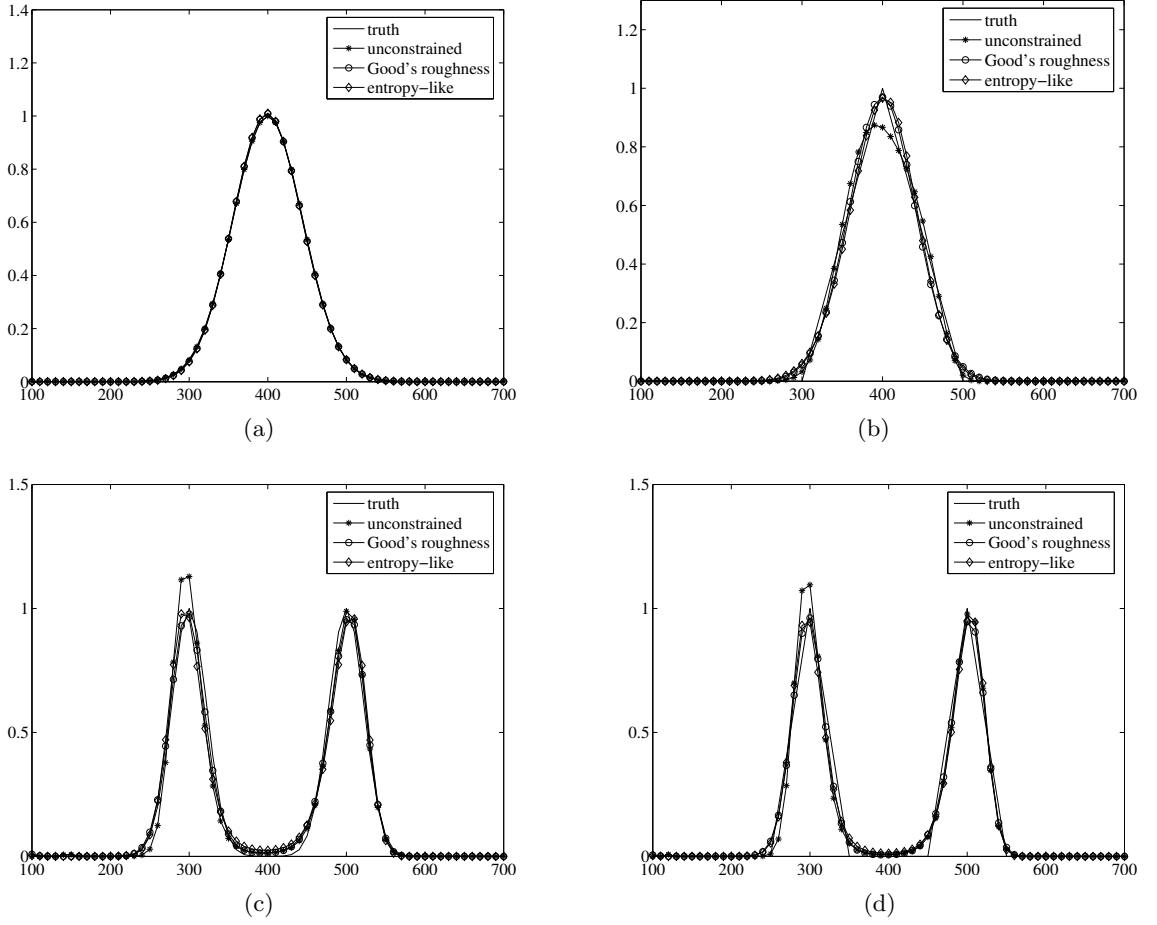 1.4
1.2
1
0.8
0.6
0.4
0.2
0
100 200 300 400 500 600 700
truth
unconstrained
Good's roughness
entropy−like
(a)
1.2
1
0.8
0.6
0.4
0.2
0
100 200 300 400 500 600 700
truth
unconstrained
Good's roughness
entropy−like
(b)
1.5
1
0.5
0
100 200 300 400 500 600 700
truth
unconstrained
Good's roughness
entropy−like
(c)
1.5
1
0.5
0
100 200 300 400 500 600 700
truth
unconstrained
Good's roughness
entropy−like
(d)